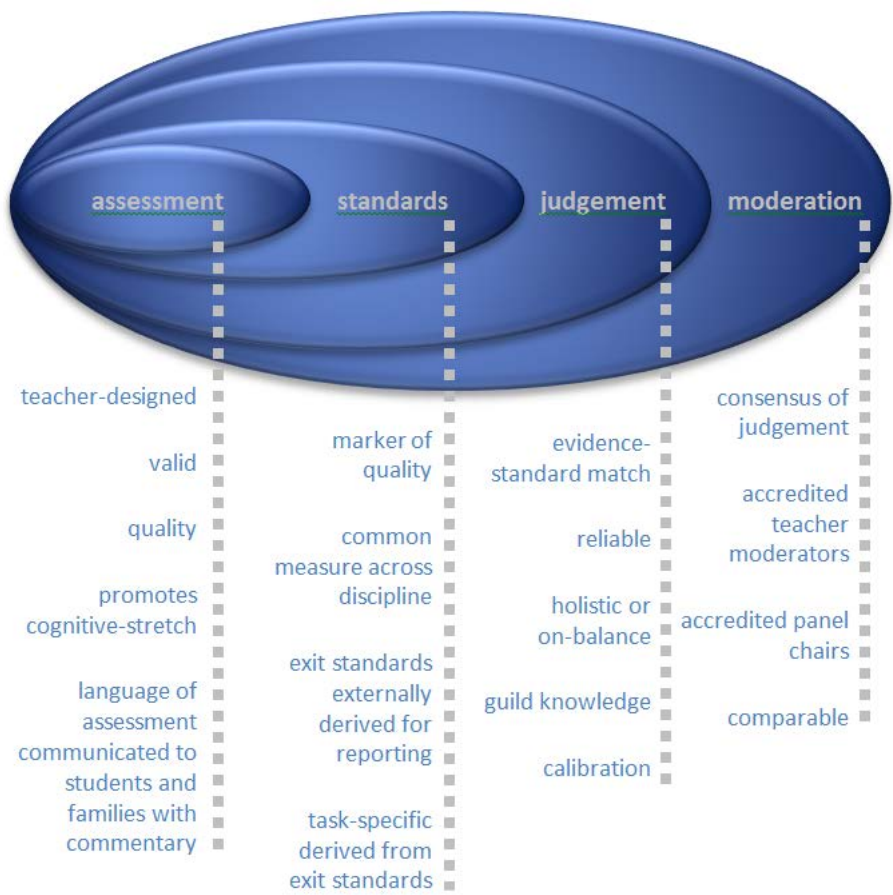 assessment
standards
judgement
moderation
teacher-designed
valid
quality
promotes
cognitive-stretch
language of
assessment
communicated to
students and
families with
commentary
marker of
quality
common
measure across
discipline
exit standards
externally
derived for
reporting
task-specific
derived from
exit standards
evidence-
standard match
reliable
holistic or
on-balance
guild knowledge
calibration
consensus of
judgement
accredited
teacher
moderators
accredited panel
chairs
comparable